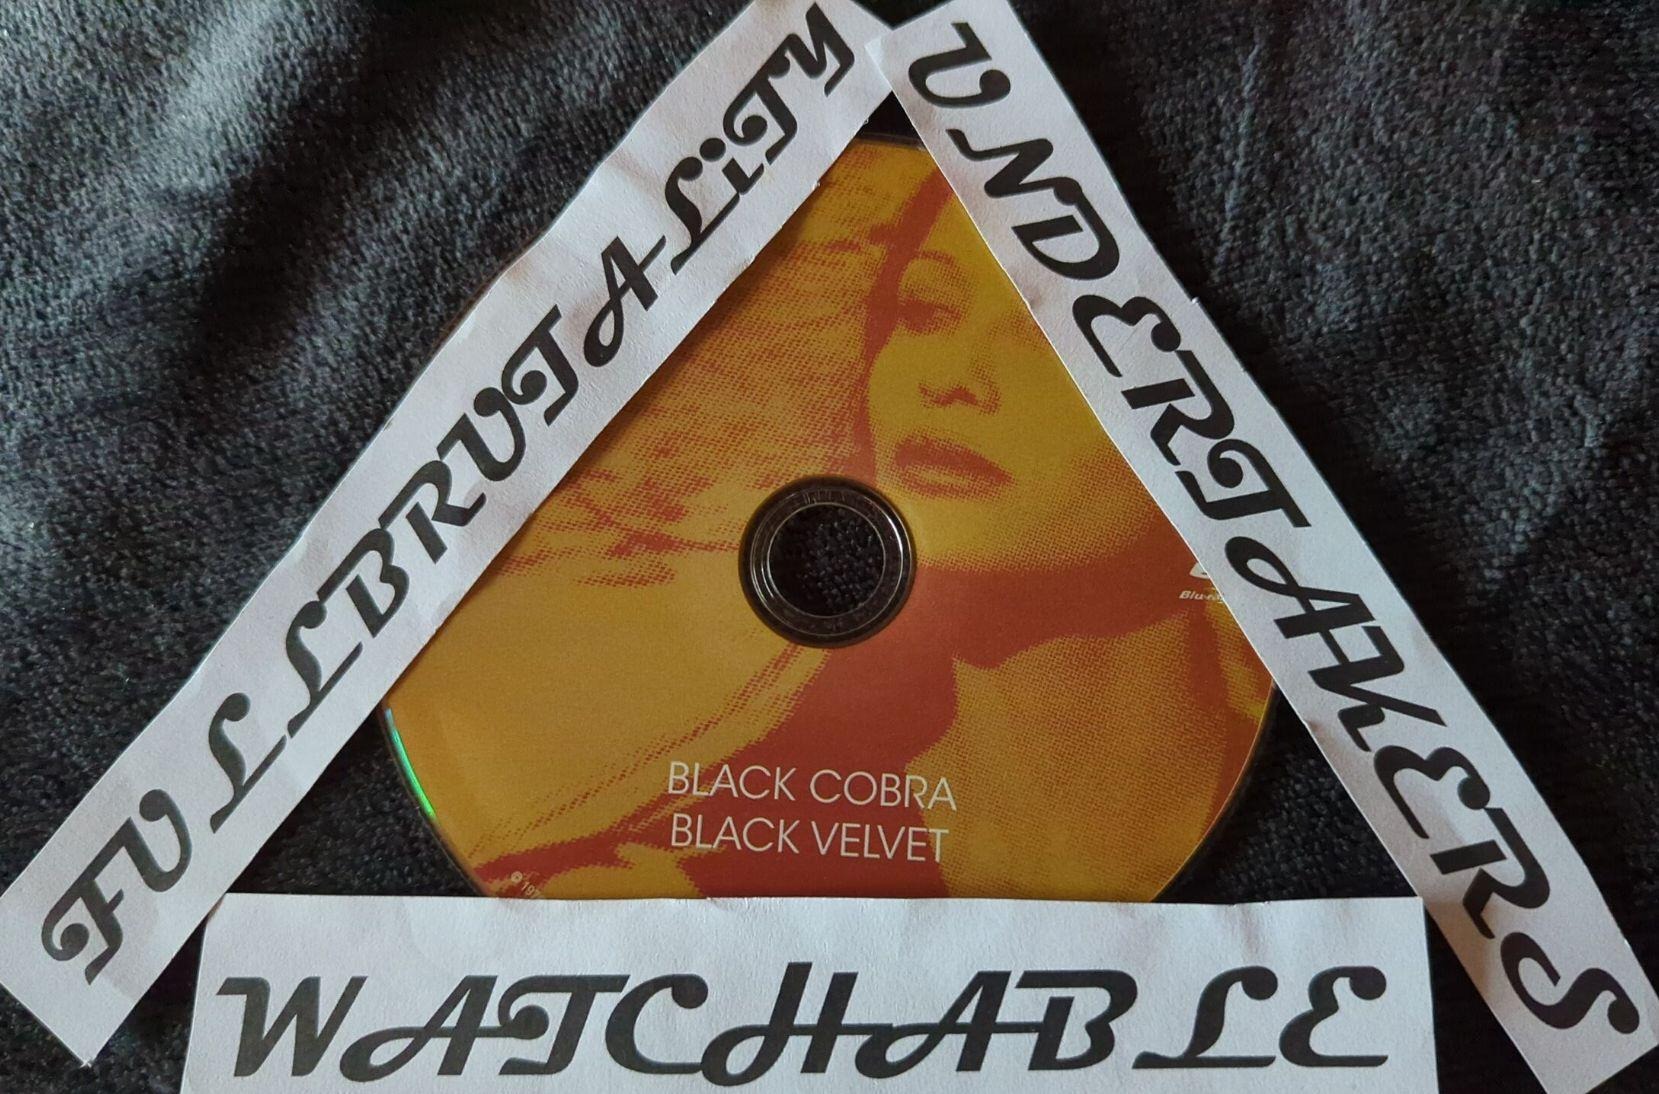 FULLBRUTALiTY
UNDERTAKERS
BLACK COBRA
BLACK VELVET
WATCHABLE